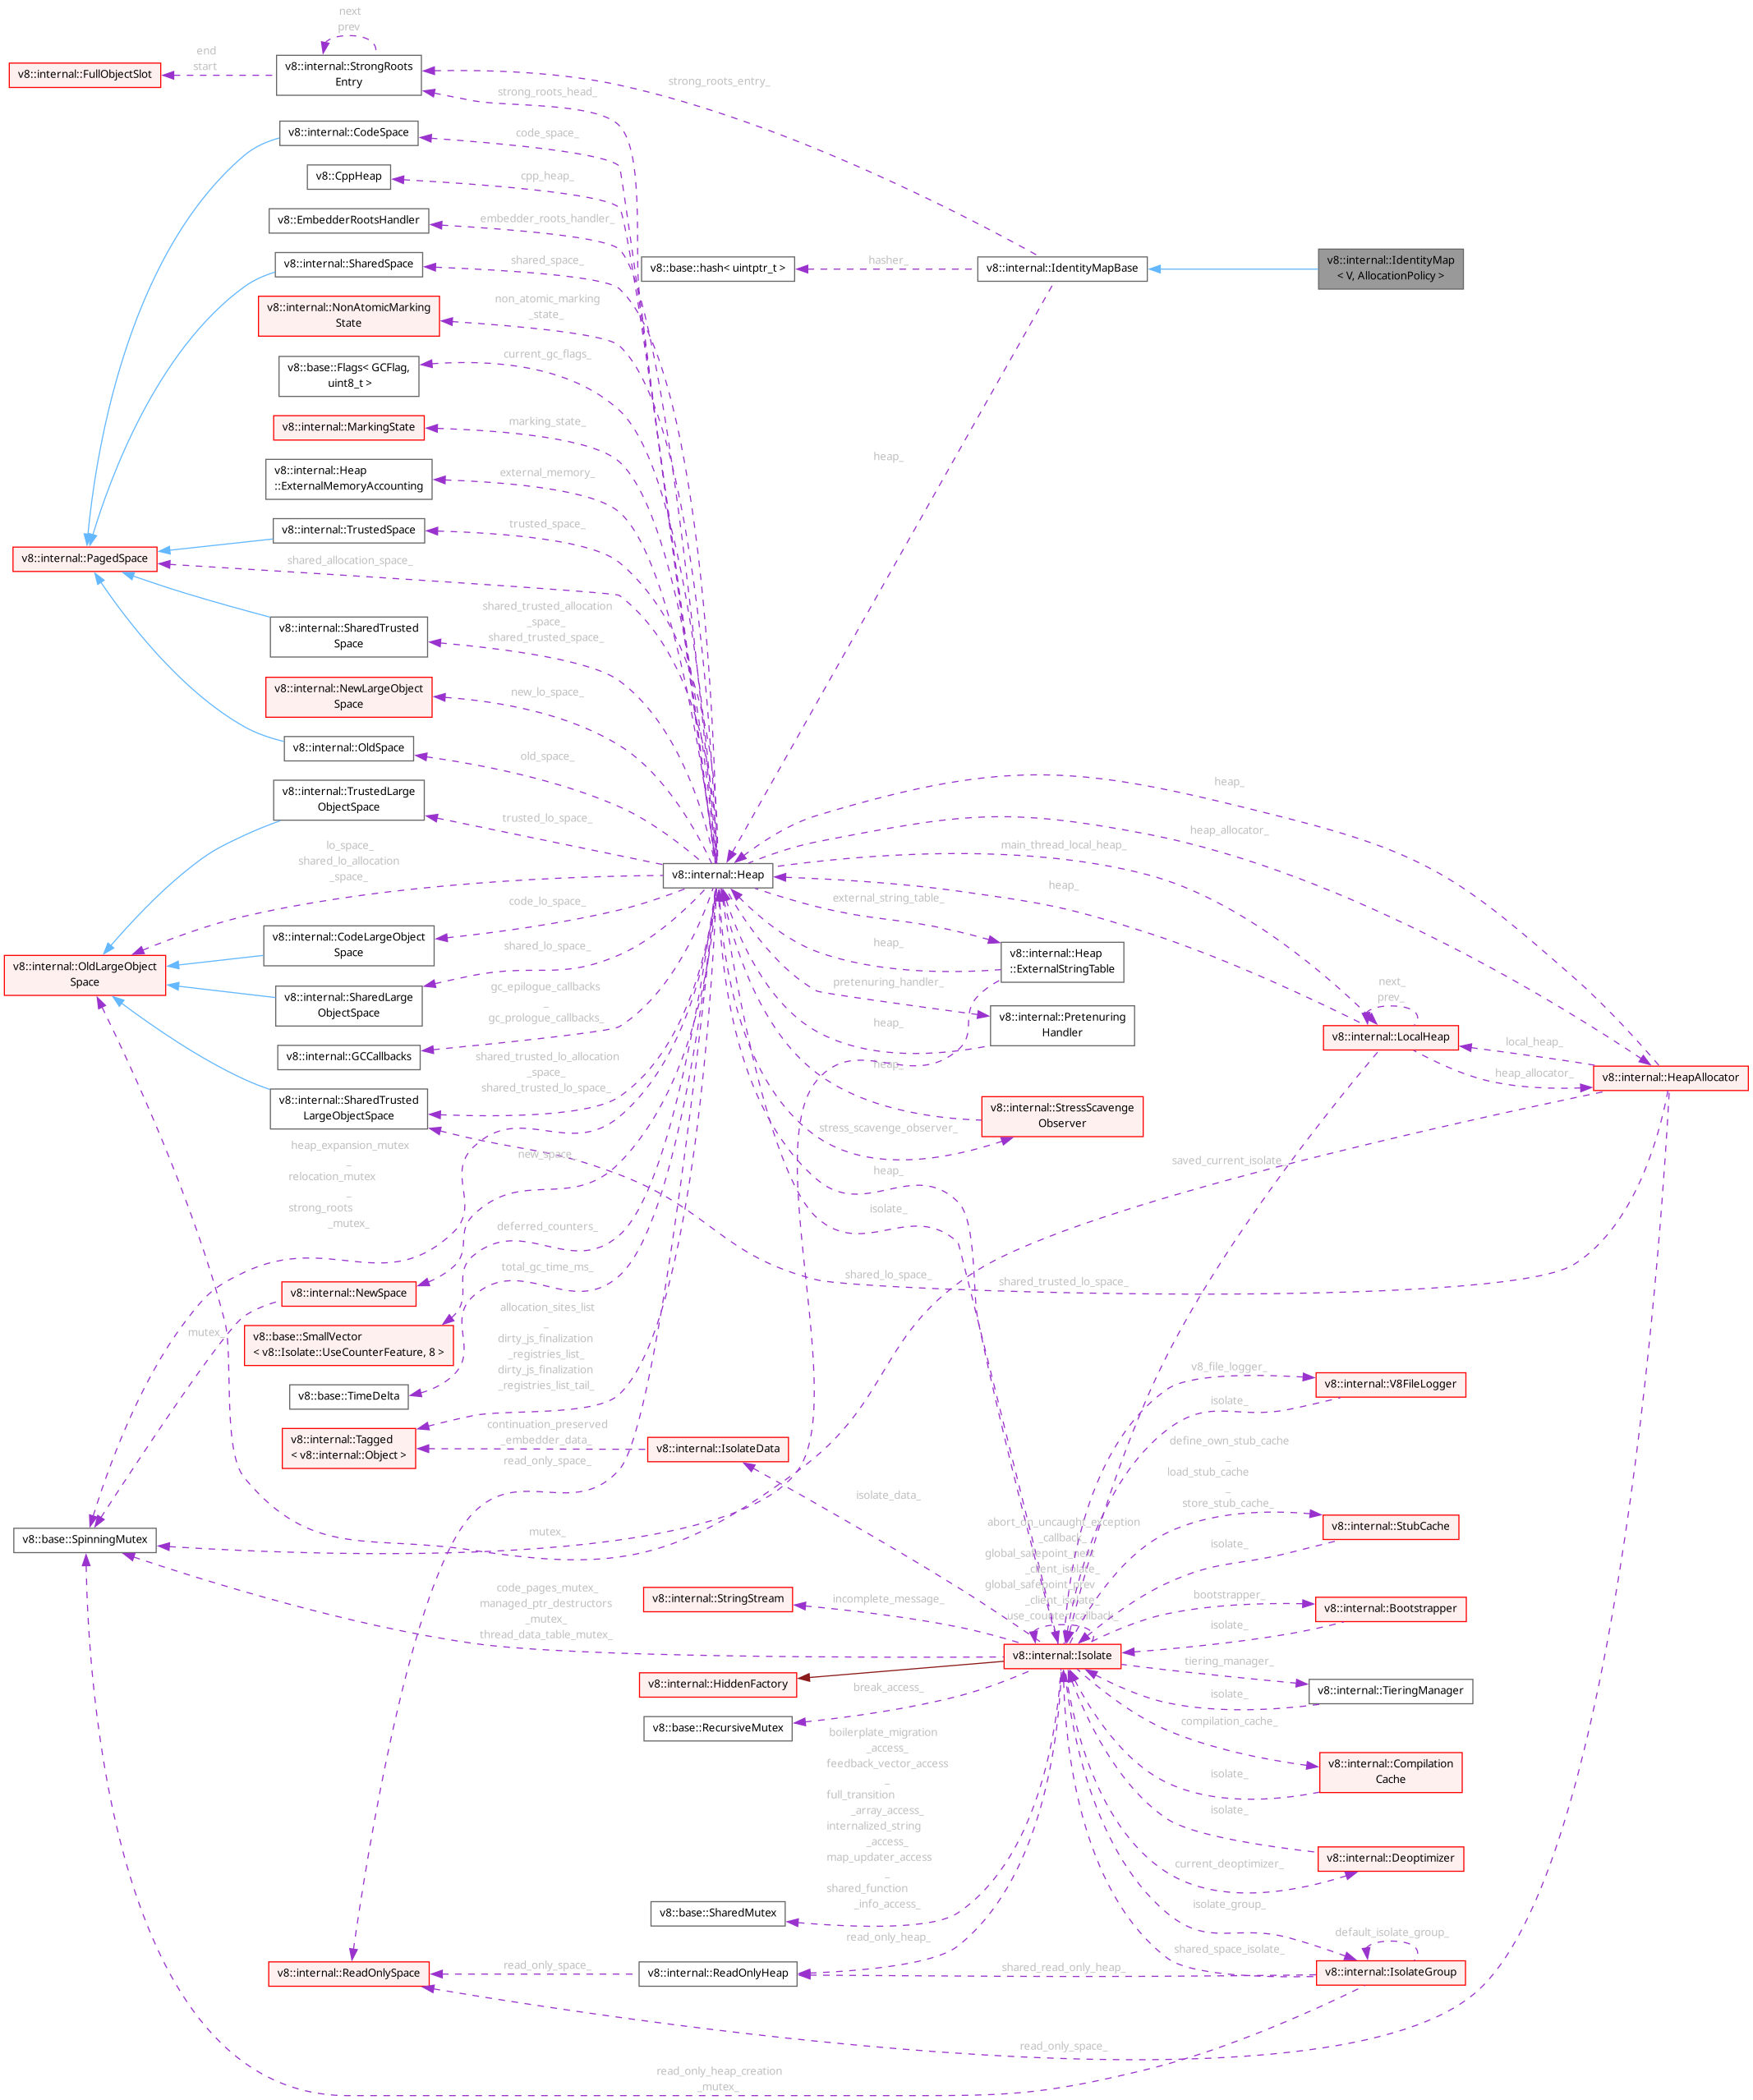 next
prev
end
start
v8::internal::FullObjectSlot
v8::internal::StrongRoots
Entry
strong_roots_entry_
strong_roots_head_
v8::internal::CodeSpace
code_space_
v8::CppHeap
cpp_heap_
v8::EmbedderRootsHandler
embedder_roots_handler_
v8::internal::SharedSpace
shared_space_
v8::base::hash< uintptr_t >
hasher_
v8::internal::IdentityMapBase
v8::internal::IdentityMap
< V, AllocationPolicy >
v8::internal::NonAtomicMarking
State
non_atomic_marking
_state_
v8::base::Flags< GCFlag,
uint8_t >
current_gc_flags_
v8::internal::MarkingState
marking_state_
heap_
v8::internal::Heap
::ExternalMemoryAccounting
external_memory_
v8::internal::TrustedSpace
trusted_space_
v8::internal::PagedSpace
shared_allocation_space_
v8::internal::SharedTrusted
Space
shared_trusted_allocation
_space_
shared_trusted_space_
v8::internal::NewLargeObject
Space
new_lo_space_
v8::internal::OldSpace
old_space_
v8::internal::TrustedLarge
ObjectSpace
trusted_lo_space_
heap_
heap_allocator_
main_thread_local_heap_
lo_space_
shared_lo_allocation
_space_
v8::internal::Heap
heap_
external_string_table_
code_lo_space_
v8::internal::OldLargeObject
Space
v8::internal::CodeLargeObject
Space
shared_lo_space_
heap_
v8::internal::Heap
::ExternalStringTable
v8::internal::SharedLarge
ObjectSpace
gc_epilogue_callbacks
_
gc_prologue_callbacks_
pretenuring_handler_
next_
prev_
v8::internal::Pretenuring
Handler
heap_
v8::internal::LocalHeap
local_heap_
v8::internal::GCCallbacks
shared_trusted_lo_allocation
_space_
shared_trusted_lo_space_
heap_
heap_allocator_
v8::internal::HeapAllocator
v8::internal::SharedTrusted
LargeObjectSpace
v8::internal::StressScavenge
Observer
stress_scavenge_observer_
heap_expansion_mutex
_
relocation_mutex
_
strong_roots
_mutex_
new_space_
heap_
saved_current_isolate_
isolate_
deferred_counters_
total_gc_time_ms_
shared_lo_space_
shared_trusted_lo_space_
v8::internal::NewSpace
mutex_
v8::base::SmallVector
< v8::Isolate::UseCounterFeature, 8 >
allocation_sites_list
_
dirty_js_finalization
_registries_list_
dirty_js_finalization
_registries_list_tail_
v8::base::TimeDelta
v8_file_logger_
v8::internal::V8FileLogger
isolate_
v8::internal::Tagged
< v8::internal::Object >
continuation_preserved
_embedder_data_
v8::internal::IsolateData
read_only_space_
define_own_stub_cache
_
load_stub_cache
_
store_stub_cache_
isolate_data_
v8::internal::StubCache
v8::base::SpinningMutex
mutex_
abort_on_uncaught_exception
_callback_
global_safepoint_next
_client_isolate_
global_safepoint_prev
_client_isolate_
use_counter_callback_
isolate_
code_pages_mutex_
managed_ptr_destructors
_mutex_
thread_data_table_mutex_
v8::internal::StringStream
incomplete_message_
bootstrapper_
v8::internal::Bootstrapper
isolate_
v8::internal::Isolate
v8::internal::HiddenFactory
tiering_manager_
v8::internal::TieringManager
isolate_
break_access_
v8::base::RecursiveMutex
compilation_cache_
v8::internal::Compilation
Cache
isolate_
boilerplate_migration
_access_
feedback_vector_access
_
full_transition
_array_access_
internalized_string
_access_
map_updater_access
_
shared_function
_info_access_
isolate_
v8::internal::Deoptimizer
current_deoptimizer_
v8::base::SharedMutex
isolate_group_
default_isolate_group_
read_only_heap_
shared_space_isolate_
v8::internal::ReadOnlySpace
read_only_space_
v8::internal::ReadOnlyHeap
shared_read_only_heap_
v8::internal::IsolateGroup
read_only_space_
read_only_heap_creation
_mutex_